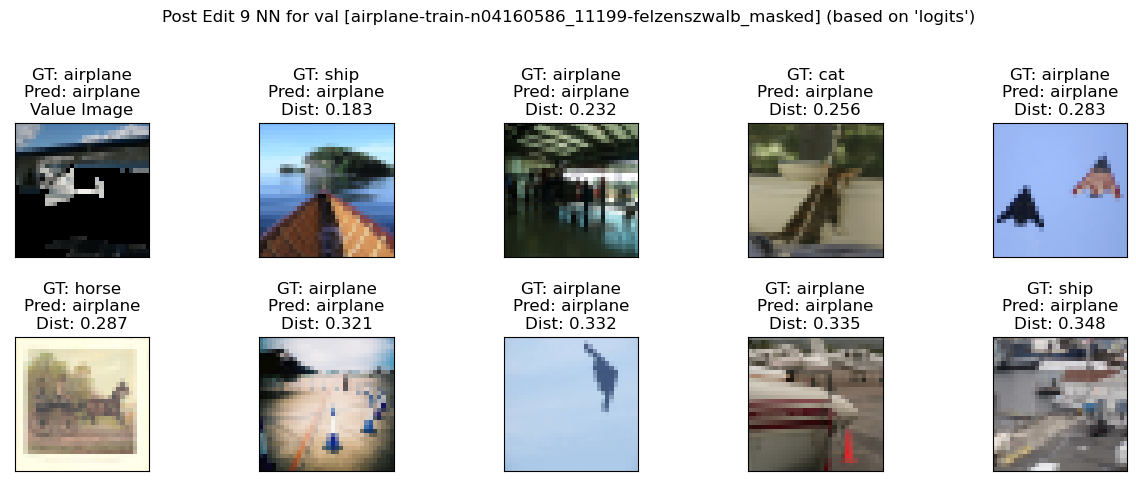 Post Edit 9 NN for val [airplane-train-n04160586_11199-felzenszwalb_masked] (based on 'logits')
GT: airplane
Pred: airplane
Value Image
GT: ship
Pred: airplane
Dist: 0.183
GT: airplane
Pred: airplane
Dist: 0.232
GT: cat
Pred: airplane
Dist: 0.256
GT: airplane
Pred: airplane
Dist: 0.283
GT: horse
Pred: airplane
Dist: 0.287
GT: airplane
Pred: airplane
Dist: 0.321
GT: airplane
Pred: airplane
Dist: 0.332
GT: airplane
Pred: airplane
Dist: 0.335
GT: ship
Pred: airplane
Dist: 0.348